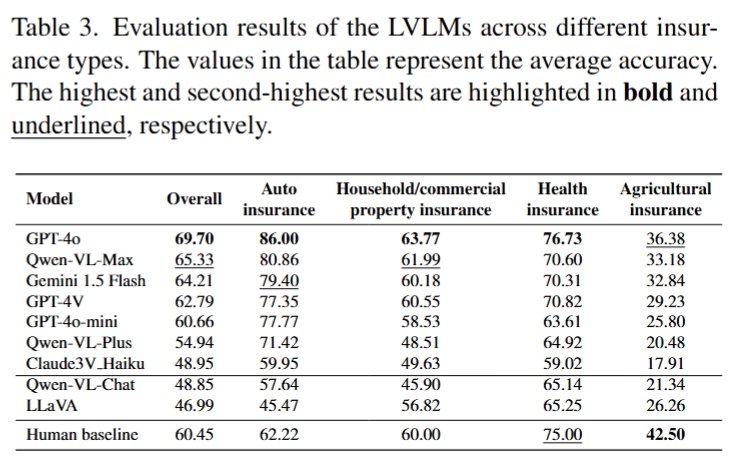 Table 3. Evaluation results of the LVLMs across different insur-
ance types. The values in the table represent the average accuracy.
The highest and second-highest results are highlighted in bold and
underlined, respectively.
Model Overall Auto insurance Household/commercial property insurance Health insurance Agricultural insurance
GPT-4o 69.70 86.00 63.77 76.73 36.38
Qwen-VL-Max 65.33 80.86 61.99 70.60 33.18
Gemini 1.5 Flash 64.21 79.40 60.18 70.31 32.84
GPT-4V 62.79 77.35 60.55 70.82 29.23
GPT-4o-mini 60.66 77.77 58.53 63.61 25.80
Qwen-VL-Plus 54.94 71.42 48.51 64.92 20.48
Claude3V_Haiku 48.95 59.95 49.63 59.02 17.91
Qwen-VL-Chat 48.85 57.64 45.90 65.14 21.34
LLaVA 46.99 45.47 56.82 65.25 26.26
Human baseline 60.45 62.22 60.00 75.00 42.50